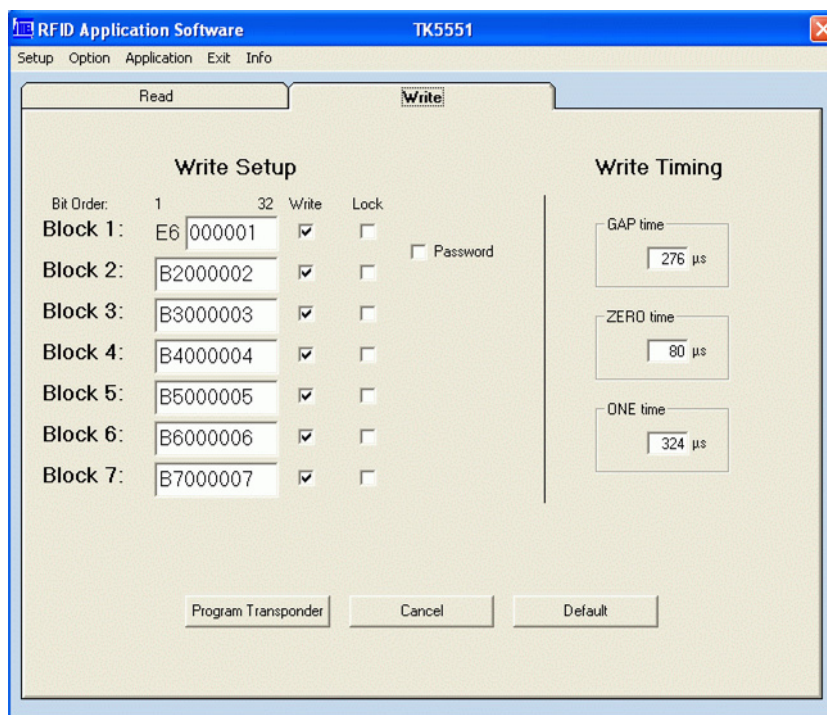 RFID Application Software TK5551
Setup Option Application Exit Info
Read Write
Write Setup Write Timing
Bit Order: 1 32 Write Lock
Block 1: E6 000001
Password
Block 2: B2000002
Block 3: B3000003
Block 4: B4000004
Block 5: B5000005
Block 6: B6000006
Block 7: B7000007
GAP time
276 µs
ZERO time
80 µs
ONE time
324 µs
Program Transponder Cancel Default